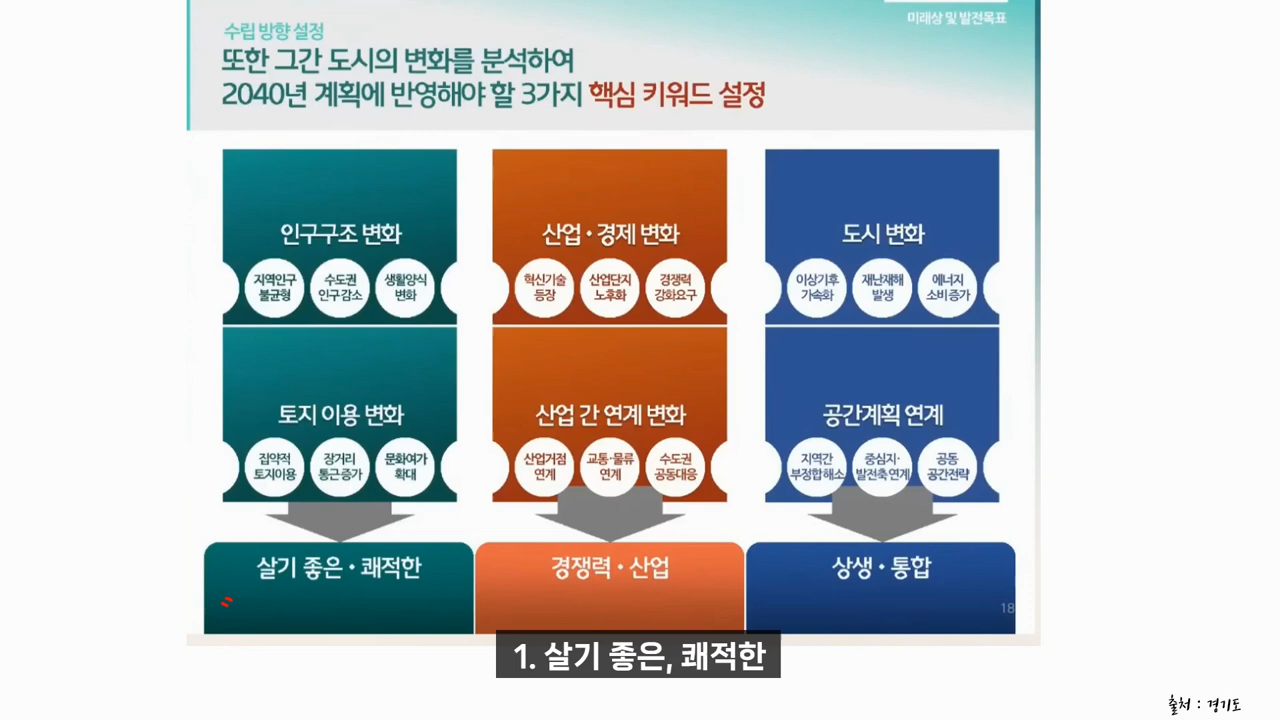 미래상 및 발전목표
수립 방향 설정
또한 그간 도시의 변화를 분석하여
2040년 계획에 반영해야 할 3가지 핵심 키워드 설정
인구구조 변화
지역인구
불균형
수도권
인구감소
생활양식
변화
산업·경제 변화
혁신기술
등장
산업단지
노후화
경쟁력
강화요구
도시 변화
이상기후
가속화
재난재해
발생
에너지
소비 증가
토지 이용 변화
집약적
토지이용
장거리
통근 증가
문화여가
확대
산업 간 연계 변화
산업거점
연계
교통·물류
연계
수도권
공동대응
공간계획 연계
지역간
부정합 해소
중심지·
발전축 연계
공동
공간전략
살기 좋은·쾌적한
경쟁력·산업
상생·통합
18
1. 살기 좋은, 쾌적한
출처 : 경기도